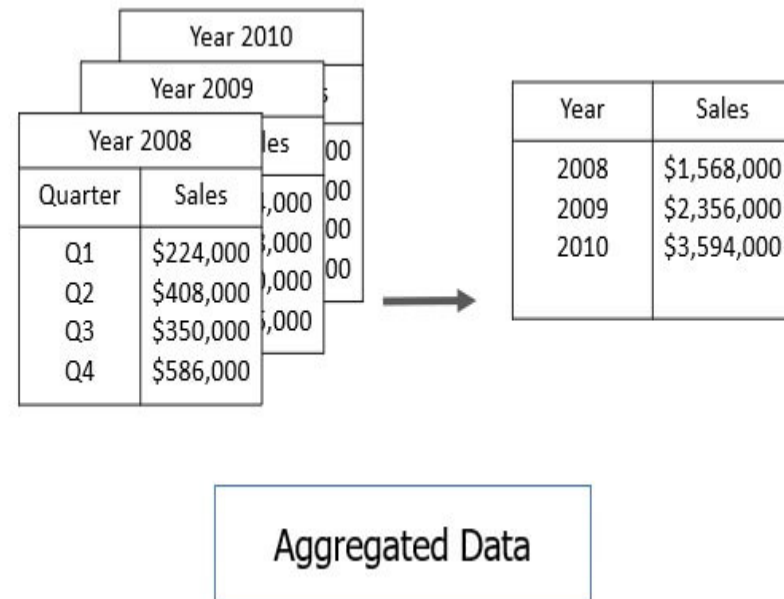 Year 2010
Year 2009
Year 2008
Quarter Sales
Q1 $224,000
Q2 $408,000
Q3 $350,000
Q4 $586,000
Year Sales
2008 $1,568,000
2009 $2,356,000
2010 $3,594,000
Aggregated Data